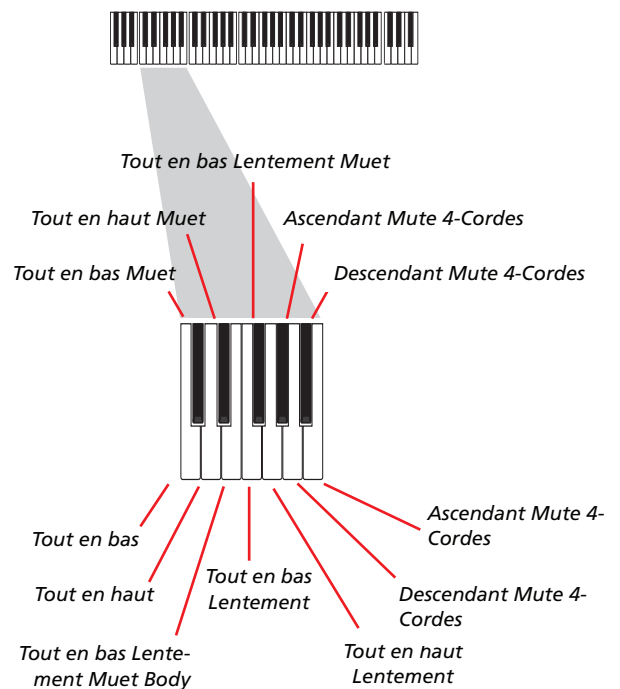 Tout en bas Lentement Muet
Tout en haut Muet
Ascendant Mute 4-Cordes
Tout en bas Muet
Descendant Mute 4-Cordes
Tout en bas
Tout en haut
Tout en bas Lente-
ment Muet Body
Tout en bas
Lentement
Tout en haut
Lentement
Descendant Mute 4-
Cordes
Ascendant Mute 4-
Cordes